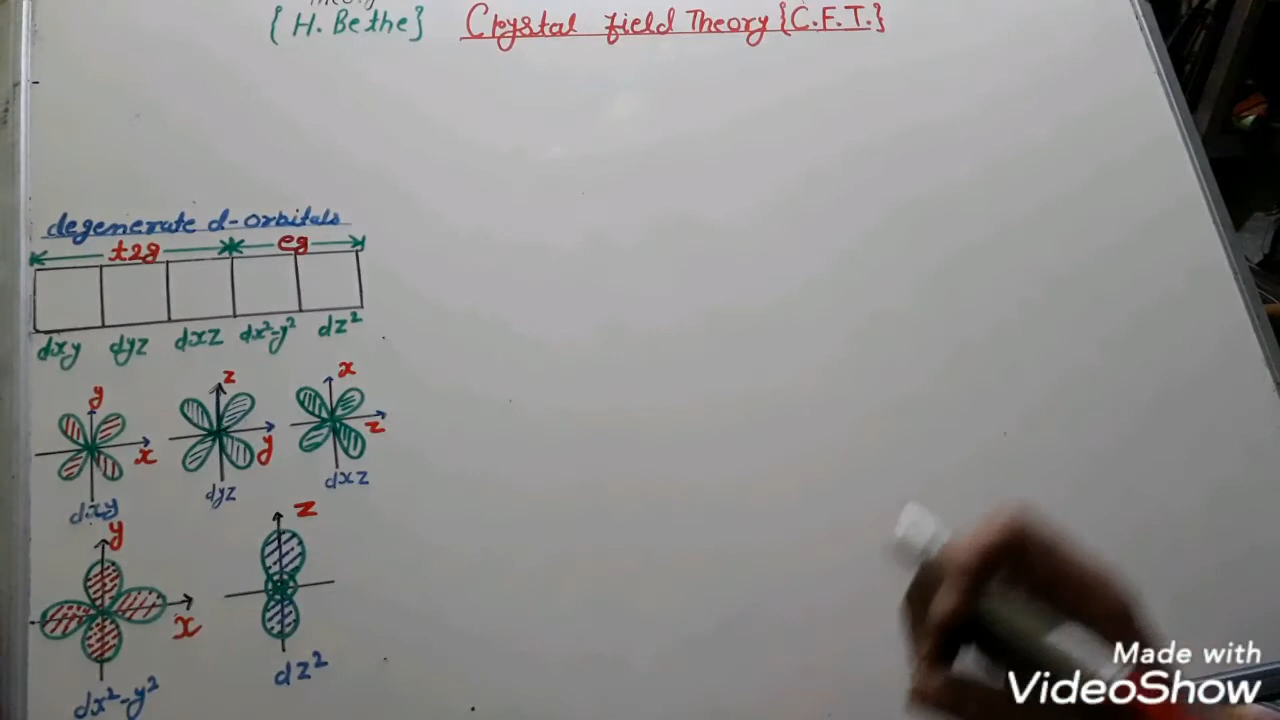 {H. Bethe} Crystal field Theory {C.F.T.}
degenerate d-orbitals
t2g eg
dxy dyz dxz dx²-y² dz²
y x dxy
z y dyz
x z dxz
y x dx²-y²
z dz²
Made with
VideoShow